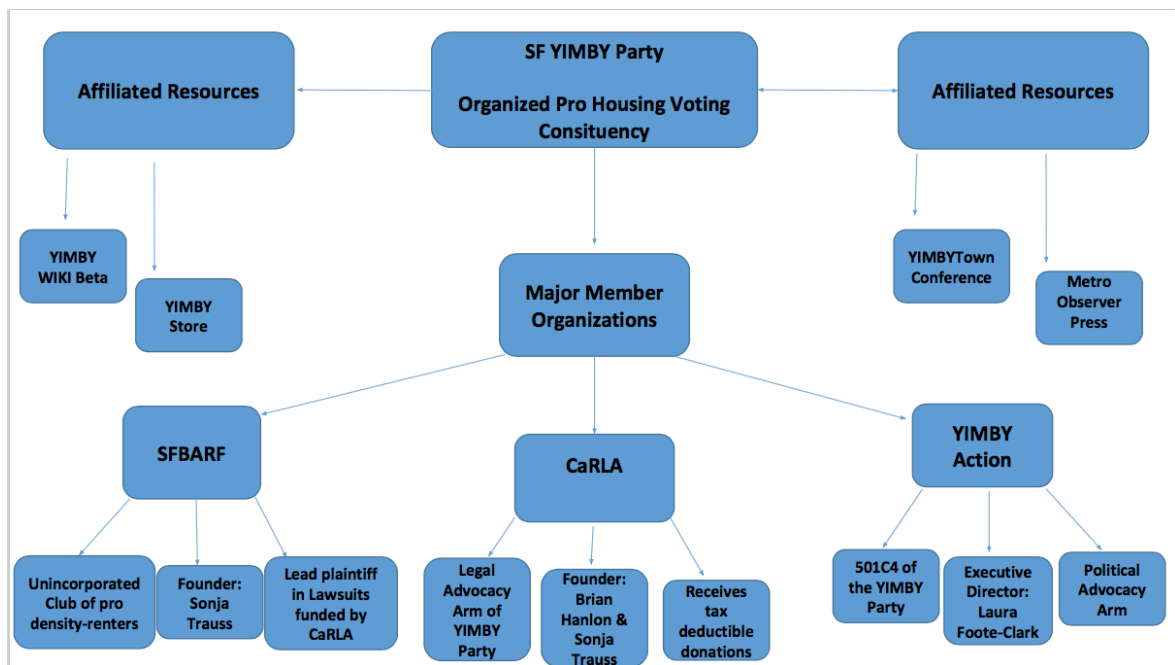 SF YIMBY Party
Organized Pro Housing Voting
Consituency
Affiliated Resources
Affiliated Resources
YIMBY
WIKI Beta
YIMBY
Store
YIMBYTown
Conference
Metro
Observer
Press
Major Member
Organizations
SFBARF
CaRLA
YIMBY
Action
Unincorporated
Club of pro
density-renters
Founder:
Sonja
Trauss
Lead plaintiff
in Lawsuits
funded by
CaRLA
Legal
Advocacy
Arm of
YIMBY
Party
Founder:
Brian
Hanlon &
Sonja
Trauss
Receives
tax
deductible
donations
501C4 of
the YIMBY
Party
Executive
Director:
Laura
Foote-Clark
Political
Advocacy
Arm